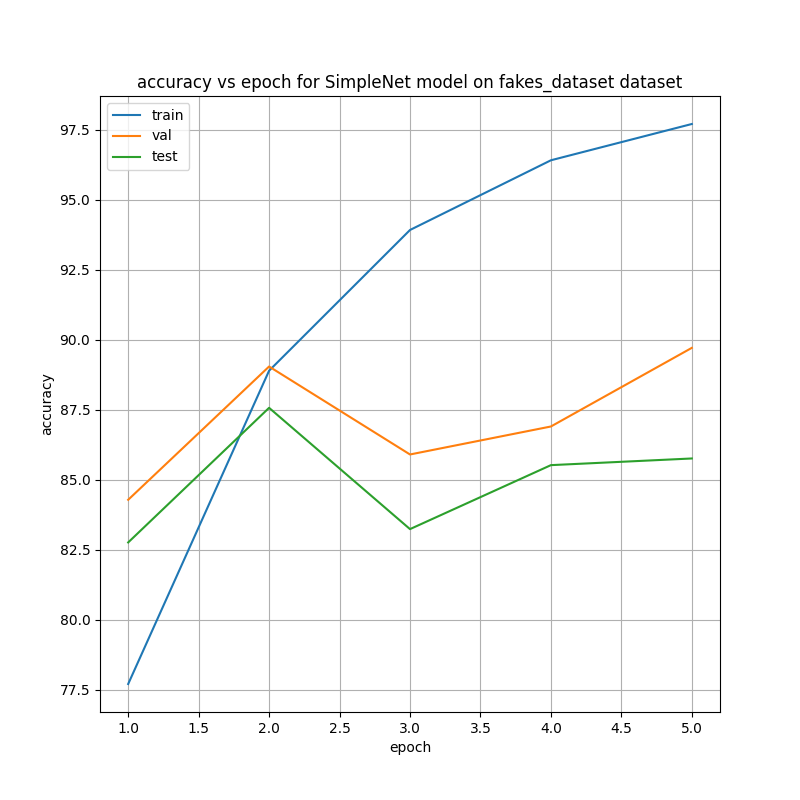 accuracy vs epoch for SimpleNet model on fakes_dataset dataset
train
val
test
97.5
95.0
92.5
90.0
87.5
85.0
82.5
80.0
77.5
accuracy
1.0 1.5 2.0 2.5 3.0 3.5 4.0 4.5 5.0
epoch